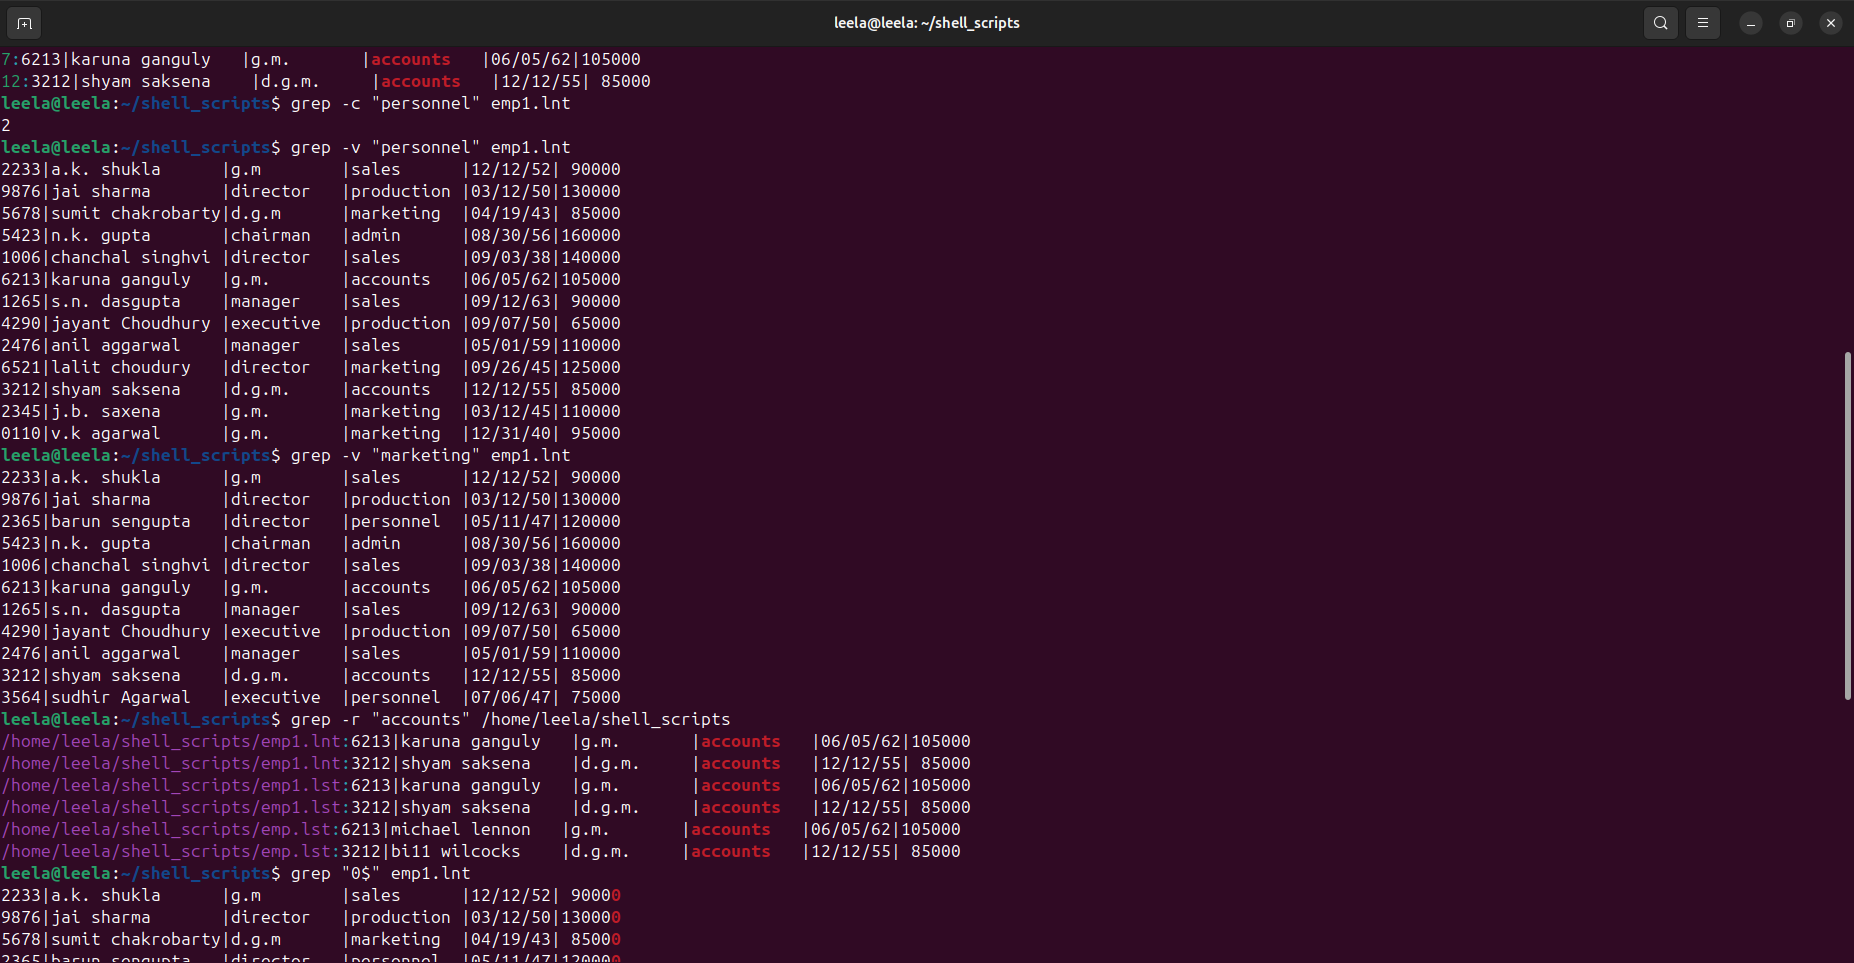 leela@leela: ~/shell_scripts
7:6213|karuna ganguly   |g.m.       |accounts   |06/05/62|105000
12:3212|shyam saksena    |d.g.m.     |accounts   |12/12/55| 85000
leela@leela:~/shell_scripts$ grep -c "personnel" emp1.lnt
2
leela@leela:~/shell_scripts$ grep -v "personnel" emp1.lnt
2233|a.k. shukla      |g.m        |sales      |12/12/52| 90000
9876|jai sharma       |director   |production |03/12/50|130000
5678|sumit chakrobarty|d.g.m      |marketing  |04/19/43| 85000
5423|n.k. gupta       |chairman   |admin      |08/30/56|160000
1006|chanchal singhvi |director   |sales      |09/03/38|140000
6213|karuna ganguly   |g.m.       |accounts   |06/05/62|105000
1265|s.n. dasgupta    |manager    |sales      |09/12/63| 90000
4290|jayant Choudhury |executive  |production |09/07/50| 65000
2476|anil aggarwal    |manager    |sales      |05/01/59|110000
6521|lalit choudury   |director   |marketing  |09/26/45|125000
3212|shyam saksena    |d.g.m.     |accounts   |12/12/55| 85000
2345|j.b. saxena      |g.m.       |marketing  |03/12/45|110000
0110|v.k agarwal      |g.m.       |marketing  |12/31/40| 95000
leela@leela:~/shell_scripts$ grep -v "marketing" emp1.lnt
2233|a.k. shukla      |g.m        |sales      |12/12/52| 90000
9876|jai sharma       |director   |production |03/12/50|130000
2365|barun sengupta   |director   |personnel  |05/11/47|120000
5423|n.k. gupta       |chairman   |admin      |08/30/56|160000
1006|chanchal singhvi |director   |sales      |09/03/38|140000
6213|karuna ganguly   |g.m.       |accounts   |06/05/62|105000
1265|s.n. dasgupta    |manager    |sales      |09/12/63| 90000
4290|jayant Choudhury |executive  |production |09/07/50| 65000
2476|anil aggarwal    |manager    |sales      |05/01/59|110000
3212|shyam saksena    |d.g.m.     |accounts   |12/12/55| 85000
3564|sudhir Agarwal   |executive  |personnel  |07/06/47| 75000
leela@leela:~/shell_scripts$ grep -r "accounts" /home/leela/shell_scripts
/home/leela/shell_scripts/emp1.lnt:6213|karuna ganguly   |g.m.       |accounts   |06/05/62|105000
/home/leela/shell_scripts/emp1.lnt:3212|shyam saksena    |d.g.m.     |accounts   |12/12/55| 85000
/home/leela/shell_scripts/emp1.lst:6213|karuna ganguly   |g.m.       |accounts   |06/05/62|105000
/home/leela/shell_scripts/emp1.lst:3212|shyam saksena    |d.g.m.     |accounts   |12/12/55| 85000
/home/leela/shell_scripts/emp.lst:6213|michael lennon   |g.m.       |accounts   |06/05/62|105000
/home/leela/shell_scripts/emp.lst:3212|bi11 wilcocks    |d.g.m.     |accounts   |12/12/55| 85000
leela@leela:~/shell_scripts$ grep "0$" emp1.lnt
2233|a.k. shukla      |g.m        |sales      |12/12/52| 90000
9876|jai sharma       |director   |production |03/12/50|130000
5678|sumit chakrobarty|d.g.m      |marketing  |04/19/43| 85000
2365|barun sengupta   |director   |personnel  |05/11/47|120000